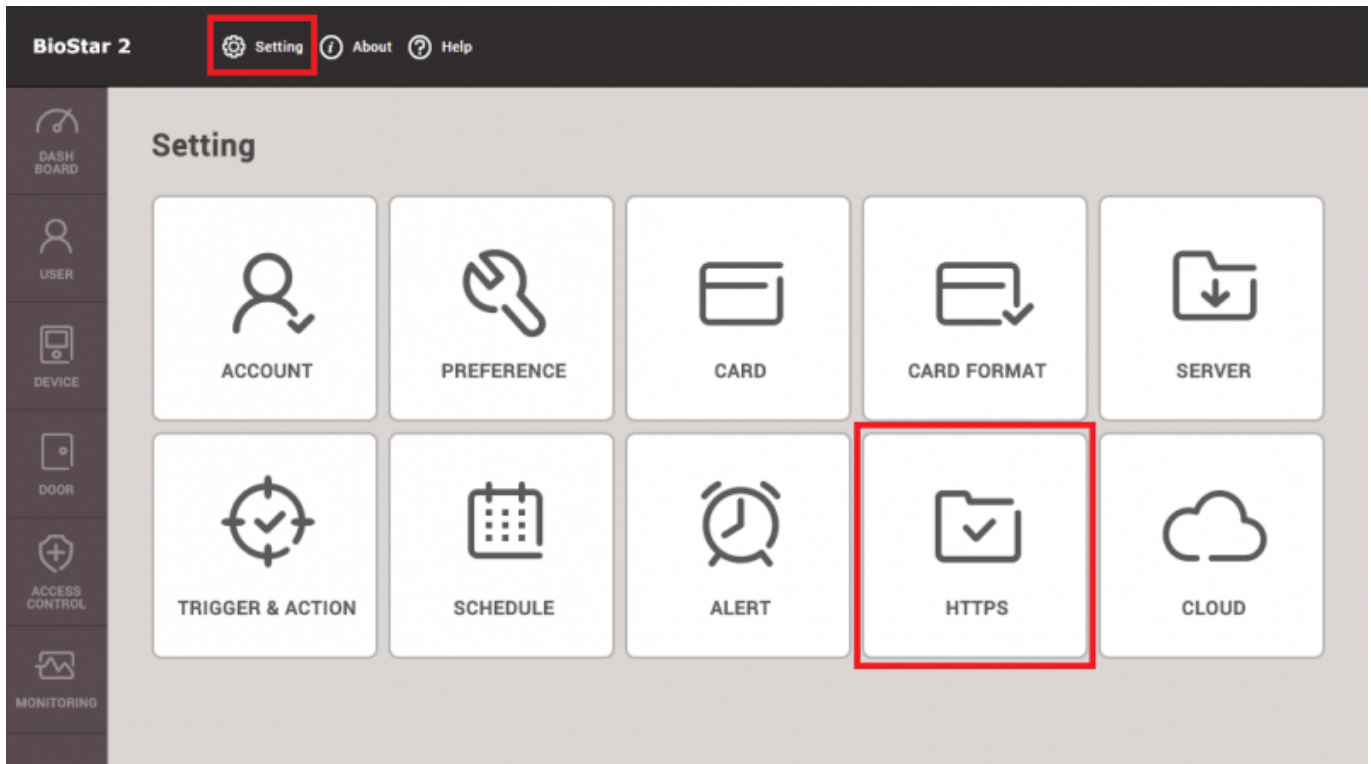 BioStar 2
Setting
About
Help
DASH
BOARD
USER
DEVICE
DOOR
ACCESS
CONTROL
MONITORING
Setting
ACCOUNT
PREFERENCE
CARD
CARD FORMAT
SERVER
TRIGGER & ACTION
SCHEDULE
ALERT
HTTPS
CLOUD